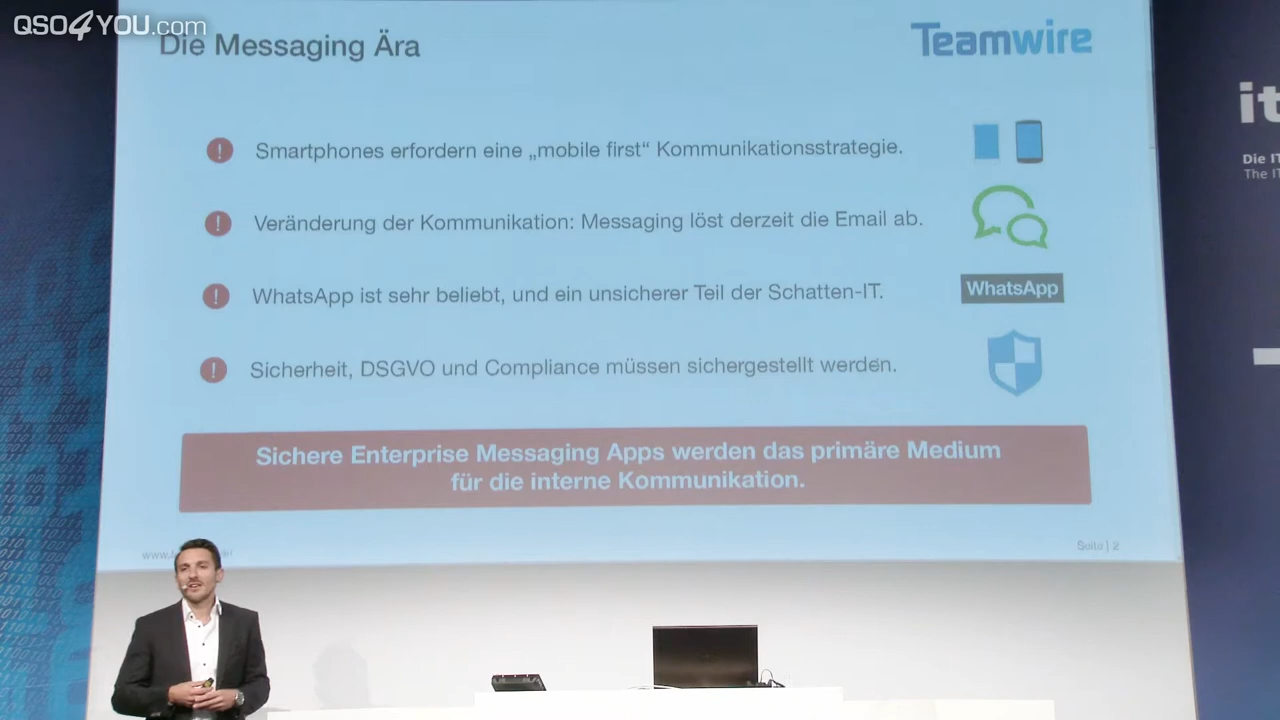 QSO4YOU.com
Die Messaging Ära
Teamwire
Smartphones erfordern eine „mobile first“ Kommunikationsstrategie.
Veränderung der Kommunikation: Messaging löst derzeit die Email ab.
WhatsApp ist sehr beliebt, und ein unsicherer Teil der Schatten-IT.
WhatsApp
Sicherheit, DSGVO und Compliance müssen sichergestellt werden.
Sichere Enterprise Messaging Apps werden das primäre Medium
für die interne Kommunikation.
www.
Seite | 2
it
Die IT
The IT